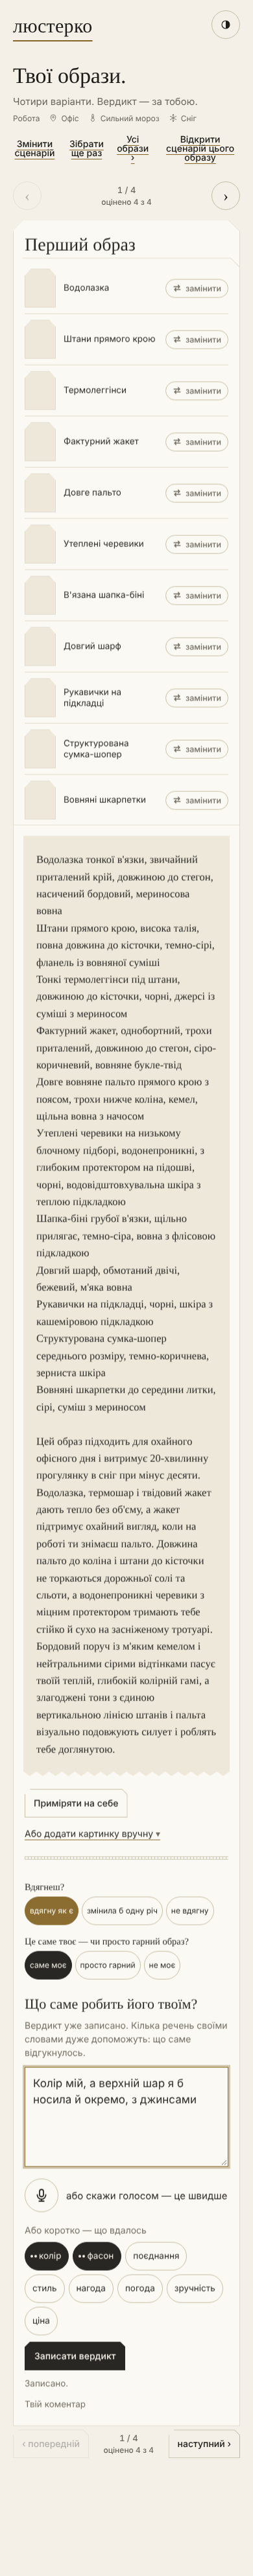 люстерко
Твої образи.
Чотири варіанти. Вердикт — за тобою.
Робота Офіс Сильний мороз Сніг
Змінити
сценарій
Зібрати
ще раз
Усі
образи
›
Відкрити
сценарій цього
образу
‹
1 / 4
оцінено 4 з 4
›
Перший образ
Водолазка замінити
Штани прямого крою замінити
Термолеггінси замінити
Фактурний жакет замінити
Довге пальто замінити
Утеплені черевики замінити
В'язана шапка-біні замінити
Довгий шарф замінити
Рукавички на
підкладці
замінити
Структурована
сумка-шопер
замінити
Вовняні шкарпетки замінити
Водолазка тонкої в'язки, звичайний
приталений крій, довжиною до стегон,
насичений бордовий, мериносова
вовна
Штани прямого крою, висока талія,
повна довжина до кісточки, темно-сірі,
фланель із вовняної суміші
Тонкі термолеггінси під штани,
довжиною до кісточки, чорні, джерсі із
суміші з мериносом
Фактурний жакет, однобортний, трохи
приталений, довжиною до стегон, сіро-
коричневий, вовняне букле-твід
Довге вовняне пальто прямого крою з
поясом, трохи нижче коліна, кемел,
щільна вовна з начосом
Утеплені черевики на низькому
блочному підборі, водонепроникні, з
глибоким протектором на підошві,
чорні, водовідштовхувальна шкіра з
теплою підкладкою
Шапка-біні грубої в'язки, щільно
прилягає, темно-сіра, вовна з флісовою
підкладкою
Довгий шарф, обмотаний двічі,
бежевий, м'яка вовна
Рукавички на підкладці, чорні, шкіра з
кашеміровою підкладкою
Структурована сумка-шопер
середнього розміру, темно-коричнева,
зерниста шкіра
Вовняні шкарпетки до середини литки,
сірі, суміш з мериносом
Цей образ підходить для охайного
офісного дня і витримує 20-хвилинну
прогулянку в сніг при мінус десяти.
Водолазка, термошар і твідовий жакет
дають тепло без об'єму, а жакет
підтримує охайний вигляд, коли на
роботі ти знімаєш пальто. Довжина
пальто до коліна і штани до кісточки
не торкаються дорожньої солі та
сльоти, а водонепроникні черевики з
міцним протектором тримають тебе
стійко й сухо на засніженому тротуарі.
Бордовий поруч із м'яким кемелом і
нейтральними сірими відтінками пасує
твоїй теплій, глибокій колірній гамі, а
злагоджені тони з єдиною
вертикальною лінією штанів і пальта
візуально подовжують силует і роблять
тебе доглянутою.
Приміряти на себе
Або додати картинку вручну ▾
Вдягнеш?
вдягну як є змінила б одну річ не вдягну
Це саме твоє — чи просто гарний образ?
саме моє просто гарний не моє
Що саме робить його твоїм?
Вердикт уже записано. Кілька речень своїми
словами дуже допоможуть: що саме
відгукнулось.
Колір мій, а верхній шар я б
носила й окремо, з джинсами
або скажи голосом — це швидше
Або коротко — що вдалось
•• колір •• фасон поєднання
стиль нагода погода зручність
ціна
Записати вердикт
Записано.
Твій коментар
‹ попередній
1 / 4
оцінено 4 з 4
наступний ›